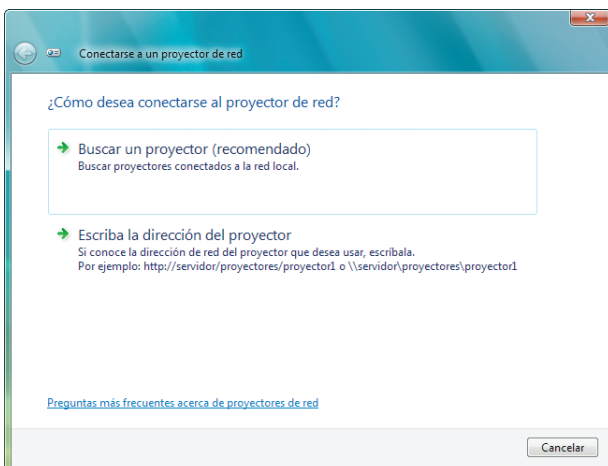 Conectarse a un proyector de red
¿Cómo desea conectarse al proyector de red?
Buscar un proyector (recomendado)
Buscar proyectores conectados a la red local.
Escriba la dirección del proyector
Si conoce la dirección de red del proyector que desea usar, escríbala.
Por ejemplo: http://servidor/proyectores/proyector1 o \\servidor\proyectores\proyector1
Preguntas más frecuentes acerca de proyectores de red
Cancelar